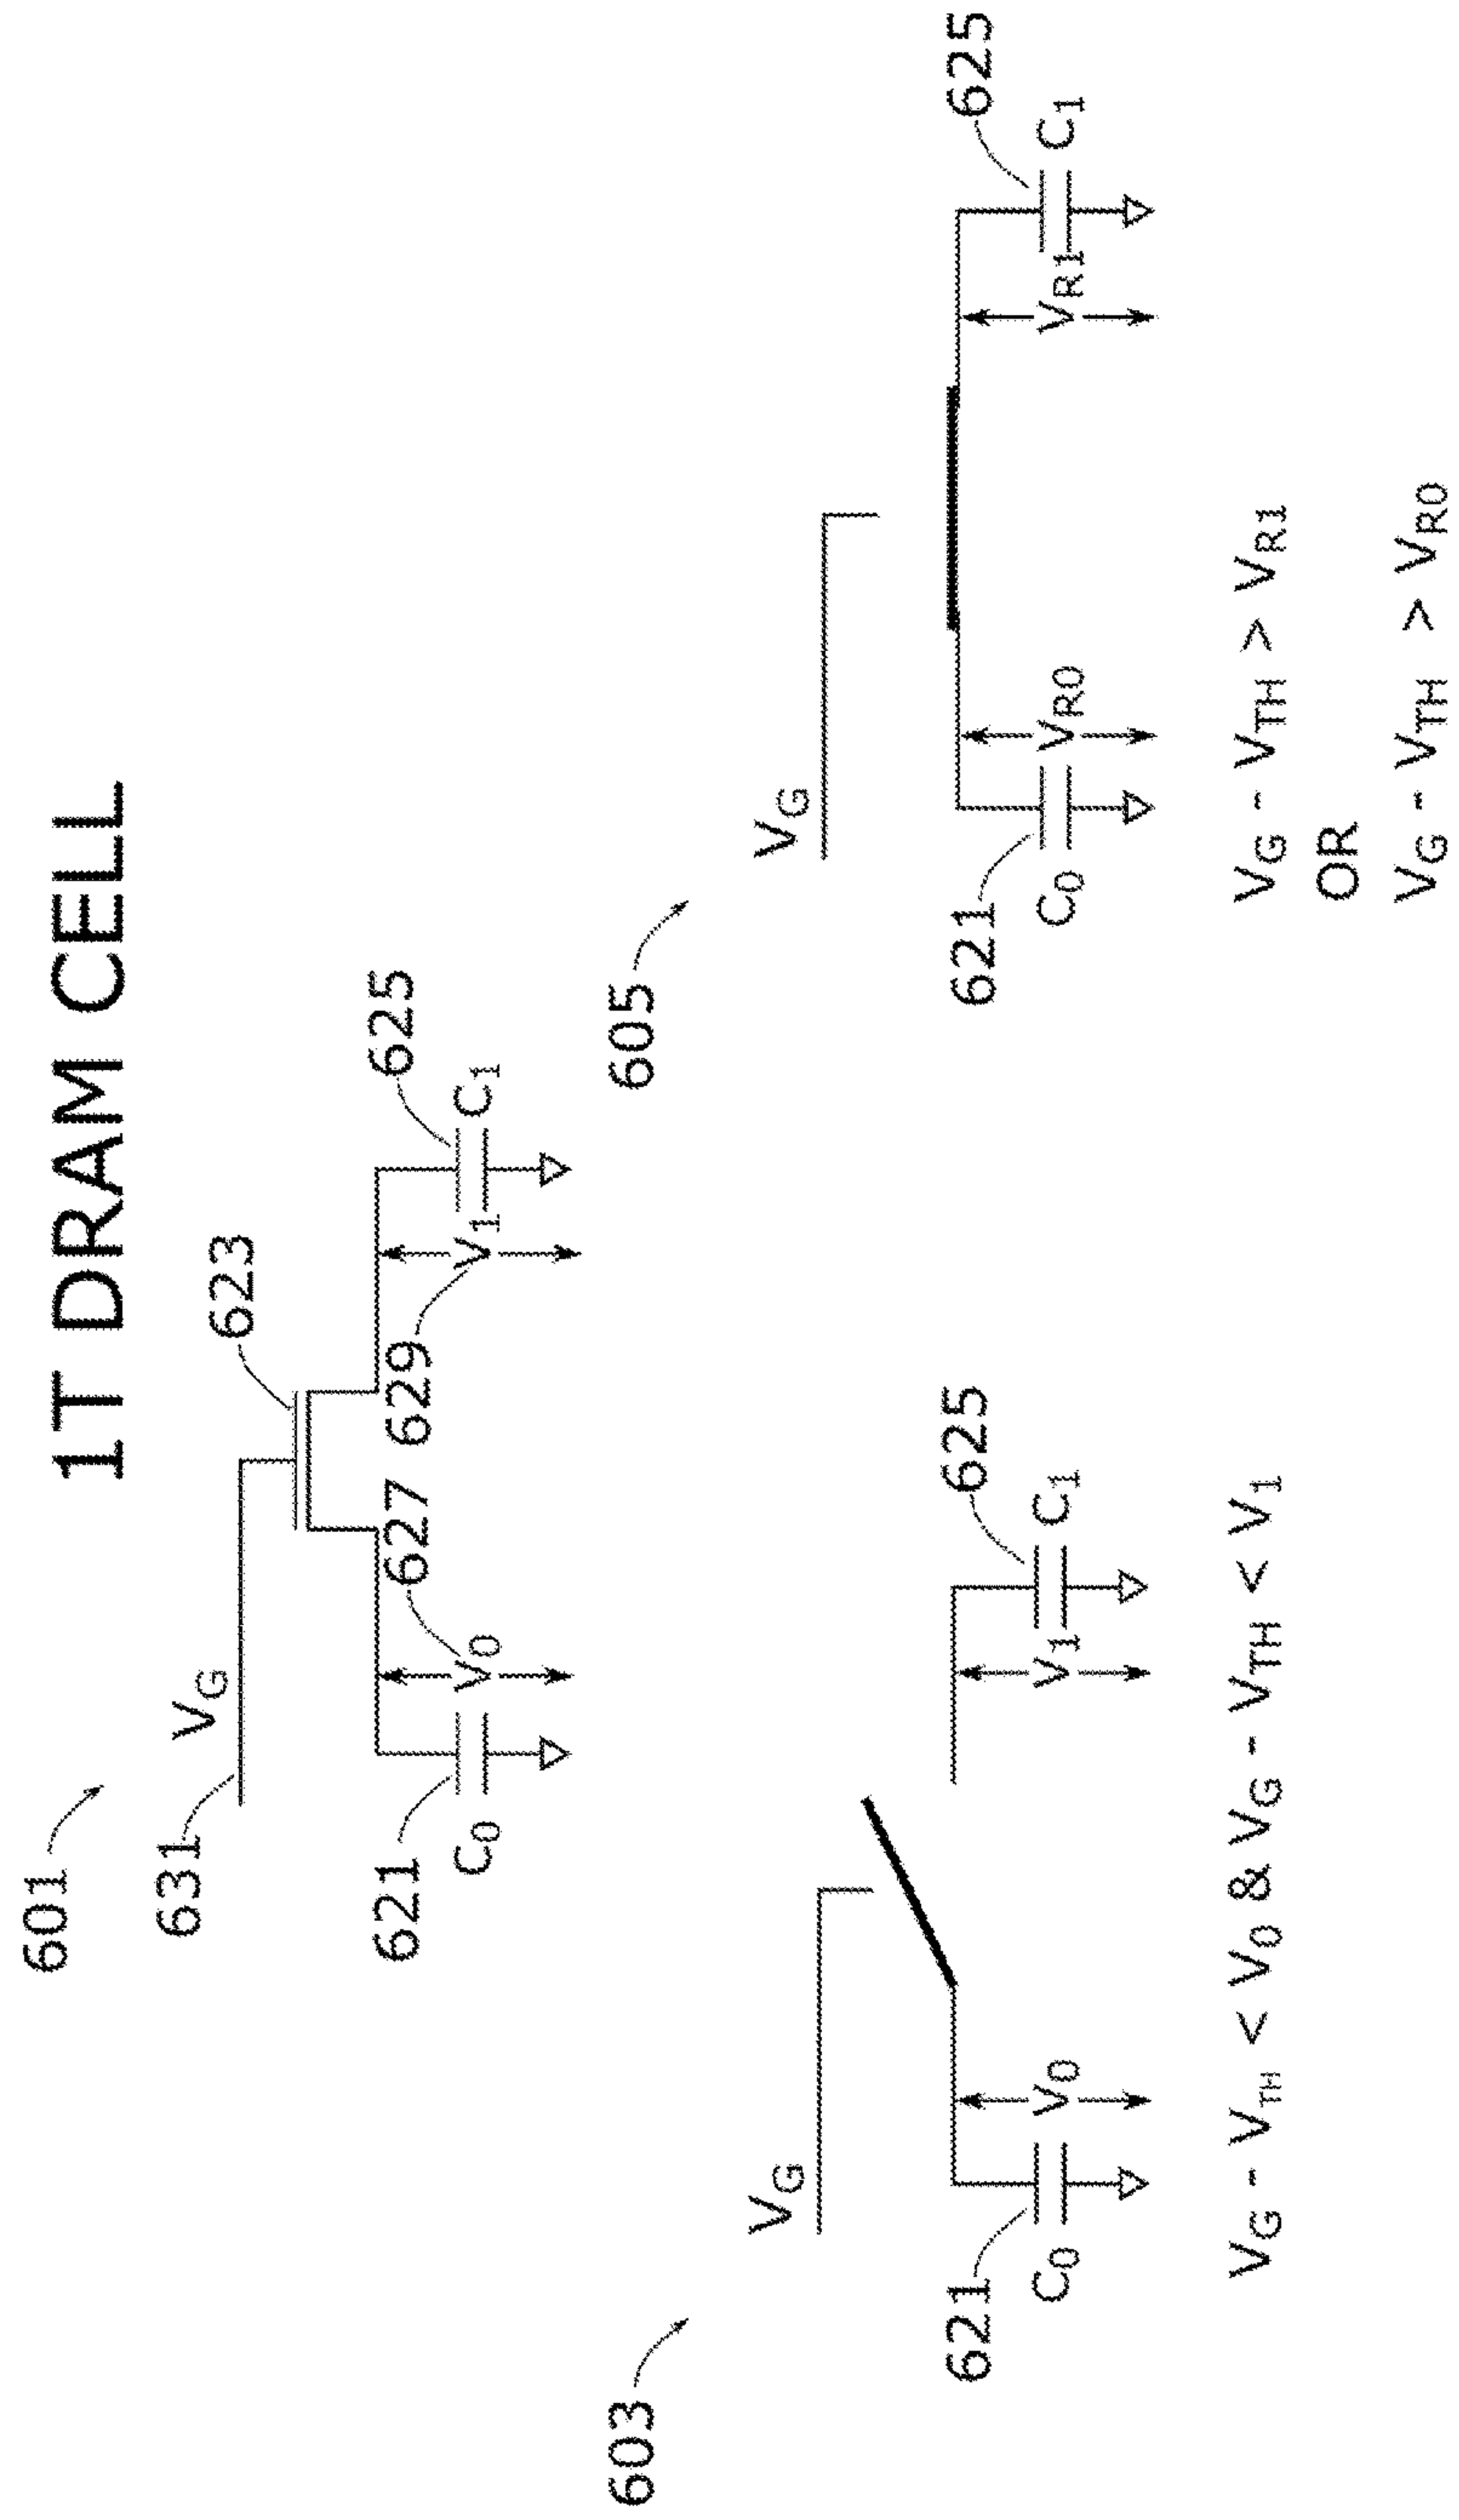 1T DRAM CELL
601
631
V_G
623
621
C_0
627
V_0
629
V_1
C_1
625
603
V_G
621
C_0
V_0
V_1
C_1
625
V_G - V_TH < V_0 & V_G - V_TH < V_1
605
V_G
621
C_0
V_R0
V_R1
C_1
625
V_G - V_TH > V_R1
OR
V_G - V_TH > V_R0